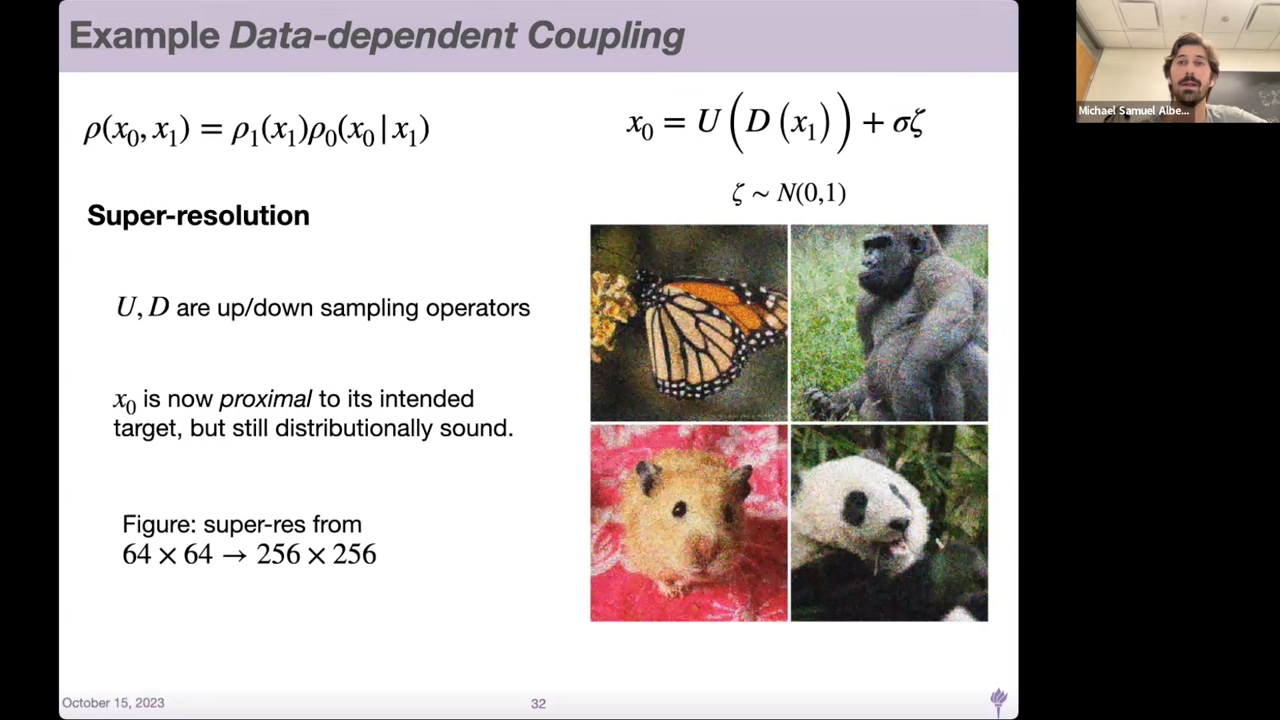 Example Data-dependent Coupling
ρ(x₀, x₁) = ρ₁(x₁)ρ₀(x₀ | x₁)
x₀ = U(D(x₁)) + σζ
ζ ~ N(0,1)
Super-resolution
U, D are up/down sampling operators
x₀ is now proximal to its intended
target, but still distributionally sound.
Figure: super-res from
64 × 64 → 256 × 256
October 15, 2023
32
Michael Samuel Albe...